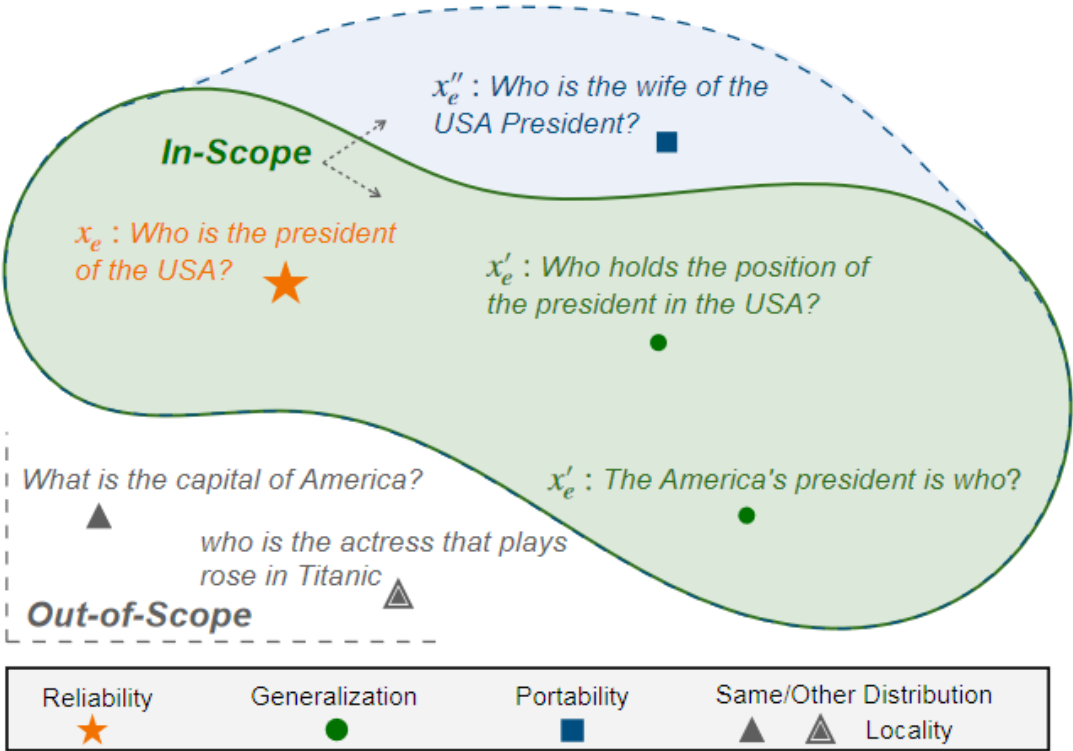 x''e : Who is the wife of the
USA President?
In-Scope
xe : Who is the president
of the USA?
x'e : Who holds the position of
the president in the USA?
What is the capital of America?
x'e : The America's president is who?
who is the actress that plays
rose in Titanic
Out-of-Scope
Reliability
Generalization
Portability
Same/Other Distribution
Locality